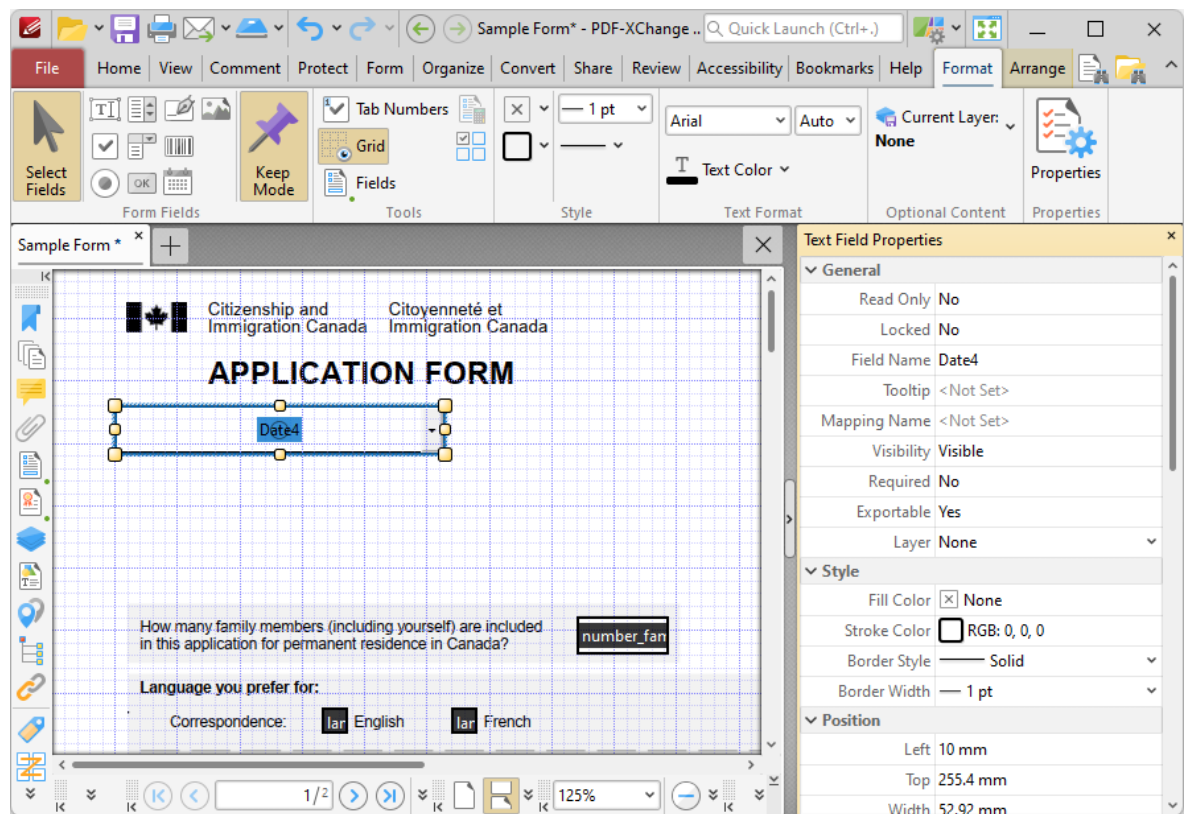 Sample Form* - PDF-XChange ..
Quick Launch (Ctrl+.)
File Home View Comment Protect Form Organize Convert Share Review Accessibility Bookmarks Help Format Arrange
Select Fields
OK
Keep Mode
Form Fields
Tab Numbers
Grid
Fields
Tools
1 pt
Style
Arial
Auto
Text Color
Text Format
Current Layer:
None
Optional Content
Properties
Properties
Sample Form *
Citizenship and
Immigration Canada
Citoyenneté et
Immigration Canada
APPLICATION FORM
Date4
How many family members (including yourself) are included
in this application for permanent residence in Canada?
number_fan
Language you prefer for:
Correspondence:
lar English
lar French
1/2
125%
Text Field Properties
General
Read Only No
Locked No
Field Name Date4
Tooltip <Not Set>
Mapping Name <Not Set>
Visibility Visible
Required No
Exportable Yes
Layer None
Style
Fill Color None
Stroke Color RGB: 0, 0, 0
Border Style Solid
Border Width 1 pt
Position
Left 10 mm
Top 255.4 mm
Width 52.92 mm